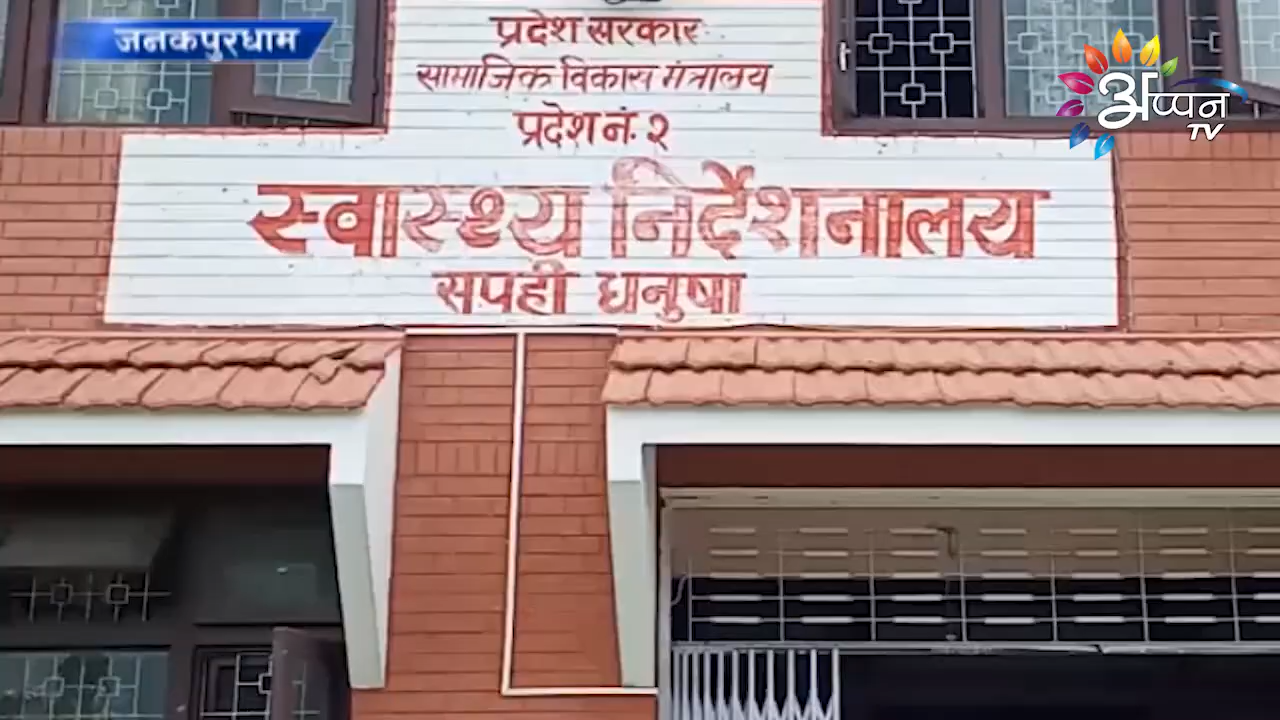 जनकपुरधाम
अप्पन
TV
प्रदेश सरकार
सामाजिक विकास मंत्रालय
प्रदेश नं. २
स्वास्थ्य निर्देशनालय
सपही धनुषा